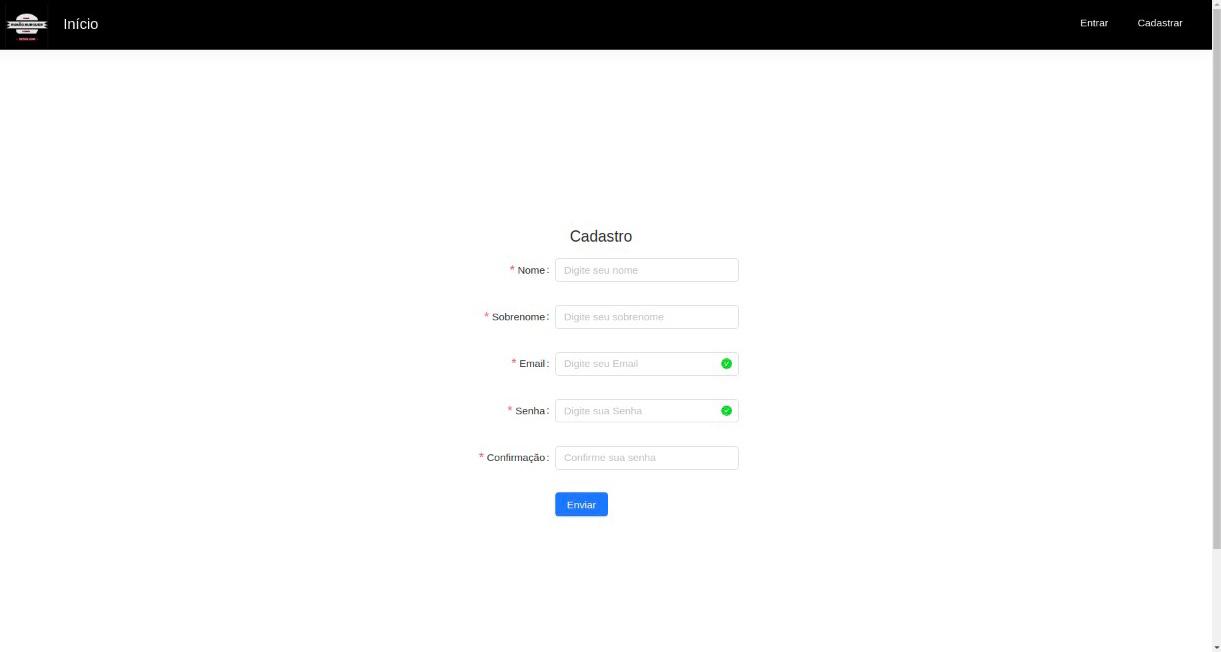 Início
Entrar
Cadastrar
Cadastro
* Nome:
Digite seu nome
* Sobrenome:
Digite seu sobrenome
* Email:
Digite seu Email
* Senha:
Digite sua Senha
* Confirmação:
Confirme sua senha
Enviar